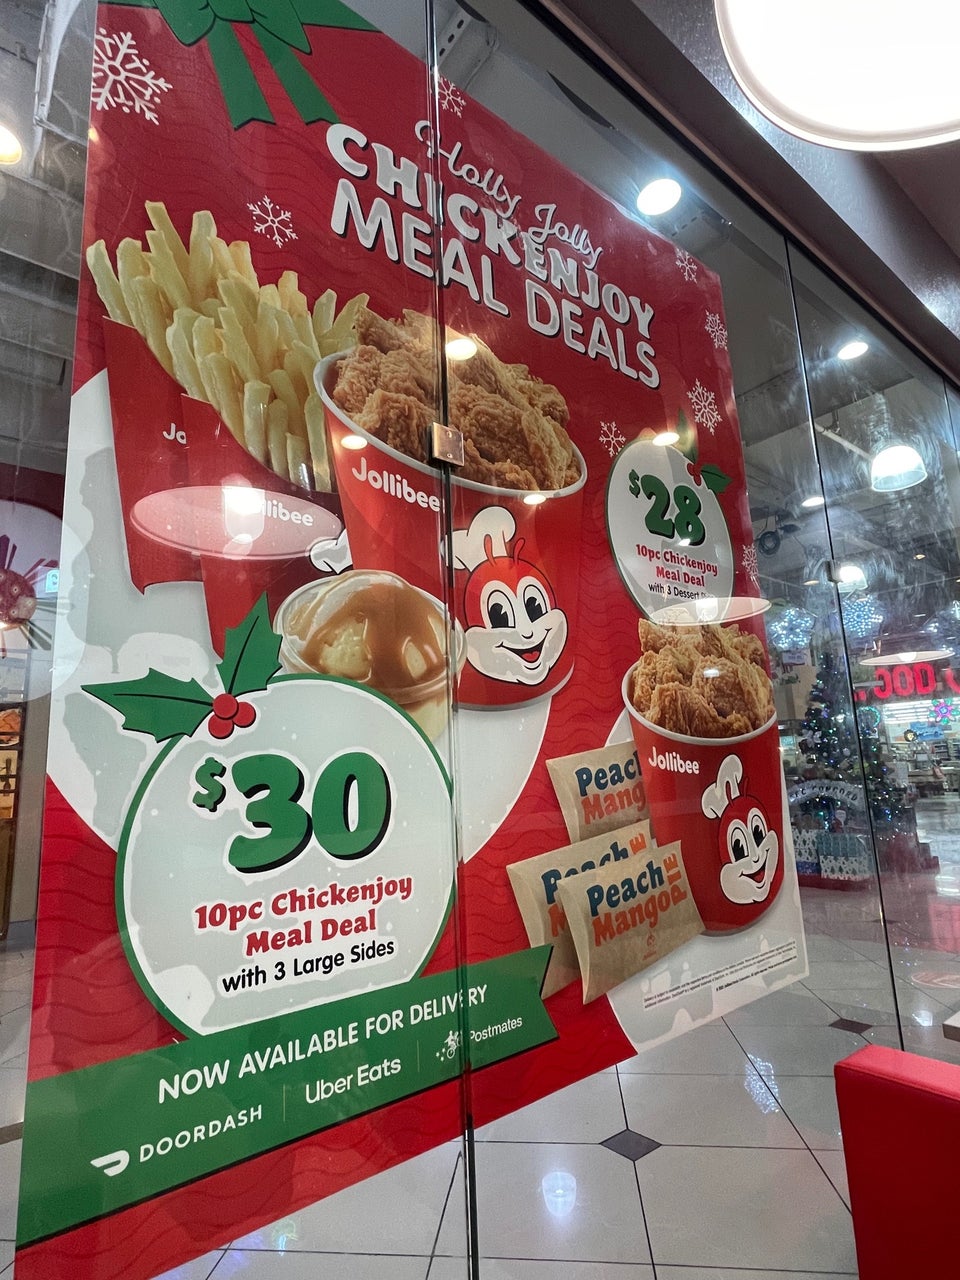 Holly Jolly
CHICKENJOY
MEAL DEALS
Jollibee
$28
10pc Chickenjoy
Meal Deal
with 3 Dessert
Jollibee
Peach
Mango
Peach
Peach
Mango PIE
$30
10pc Chickenjoy
Meal Deal
with 3 Large Sides
NOW AVAILABLE FOR DELIVERY
DOORDASH
Uber Eats
Postmates